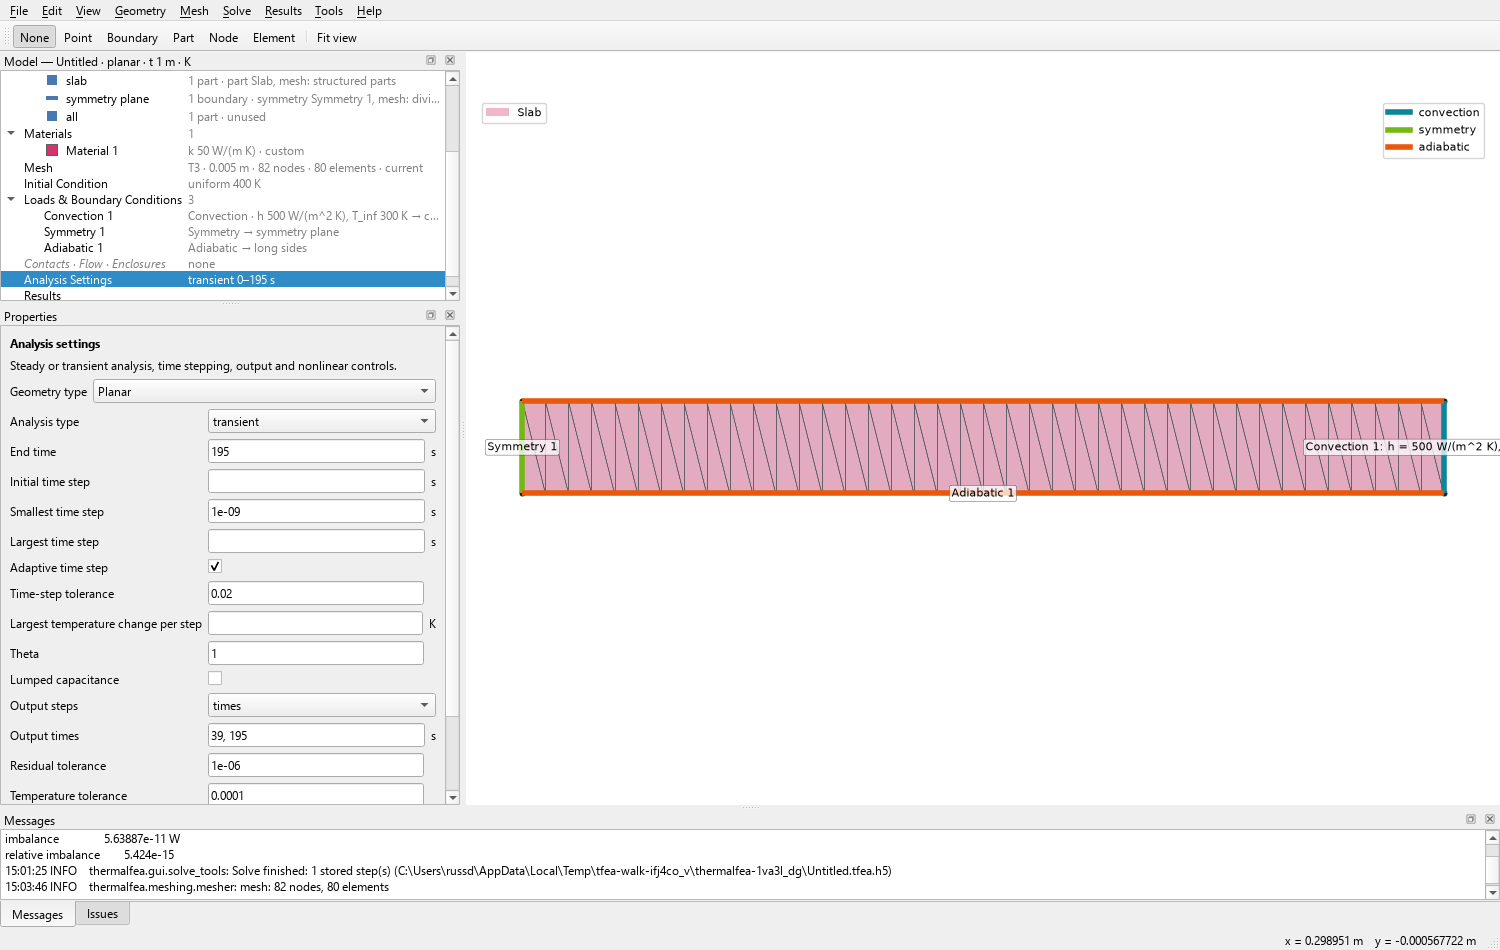 File Edit View Geometry Mesh Solve Results Tools Help
None Point Boundary Part Node Element Fit view
Model — Untitled · planar · t 1 m · K
slab 1 part · part Slab, mesh: structured parts
symmetry plane 1 boundary · symmetry Symmetry 1, mesh: divi...
all 1 part · unused
Materials 1
Material 1 k 50 W/(m K) · custom
Mesh T3 · 0.005 m · 82 nodes · 80 elements · current
Initial Condition uniform 400 K
Loads & Boundary Conditions 3
Convection 1 Convection · h 500 W/(m^2 K), T_inf 300 K → c...
Symmetry 1 Symmetry → symmetry plane
Adiabatic 1 Adiabatic → long sides
Contacts · Flow · Enclosures none
Analysis Settings transient 0–195 s
Results
Properties
Analysis settings
Steady or transient analysis, time stepping, output and nonlinear controls.
Geometry type Planar
Analysis type transient
End time 195 s
Initial time step s
Smallest time step 1e-09 s
Largest time step s
Adaptive time step
Time-step tolerance 0.02
Largest temperature change per step K
Theta 1
Lumped capacitance
Output steps times
Output times 39, 195 s
Residual tolerance 1e-06
Temperature tolerance 0.0001
Slab
convection
symmetry
adiabatic
Symmetry 1
Convection 1: h = 500 W/(m^2 K),
Adiabatic 1
Messages
imbalance 5.63887e-11 W
relative imbalance 5.424e-15
15:01:25 INFO thermalfea.gui.solve_tools: Solve finished: 1 stored step(s) (C:\Users\russd\AppData\Local\Temp\tfea-walk-ifj4co_v\thermalfea-1va3l_dg\Untitled.tfea.h5)
15:03:46 INFO thermalfea.meshing.mesher: mesh: 82 nodes, 80 elements
Messages Issues
x = 0.298951 m y = -0.000567722 m